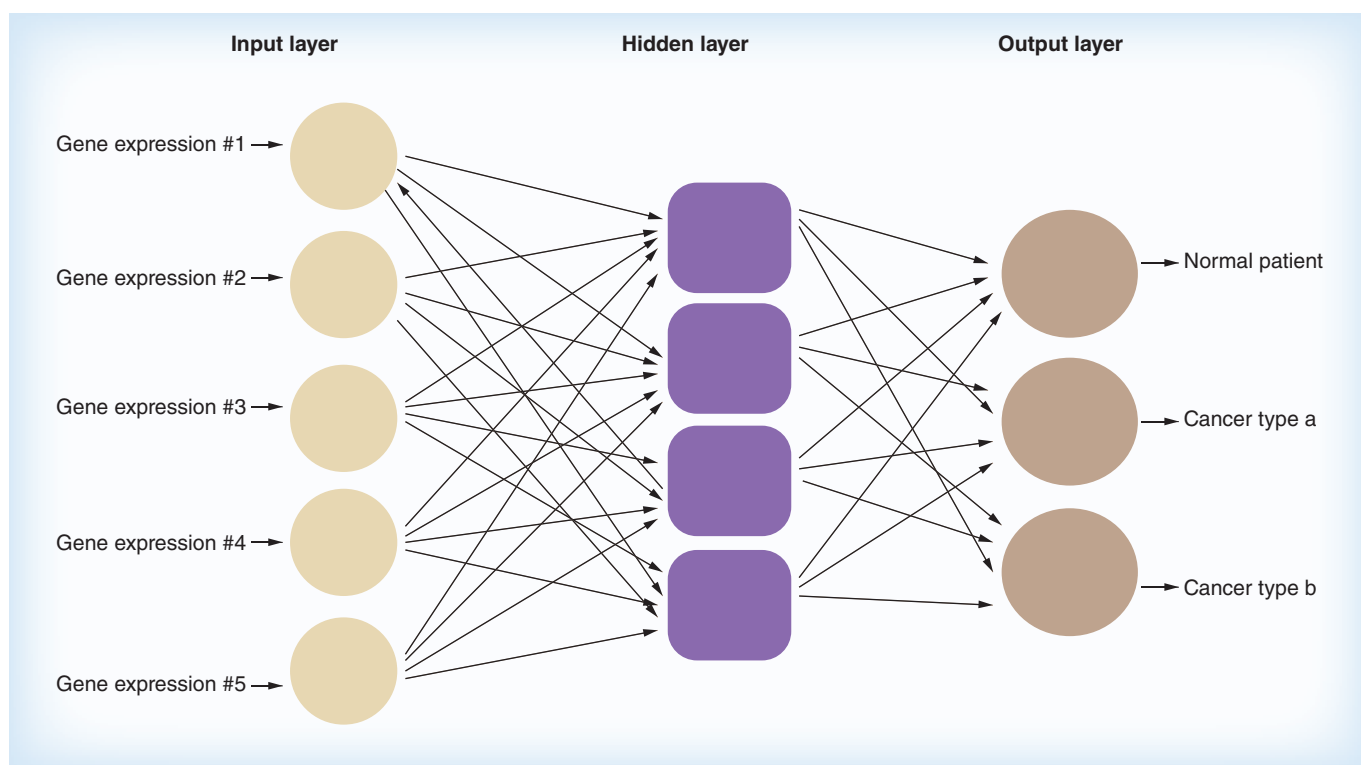 Input layer
Hidden layer
Output layer
Gene expression #1
Gene expression #2
Gene expression #3
Gene expression #4
Gene expression #5
Normal patient
Cancer type a
Cancer type b